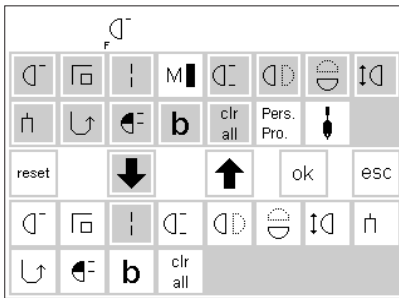 F
M
b clr all Pers. Pro.
reset ok esc
b clr all